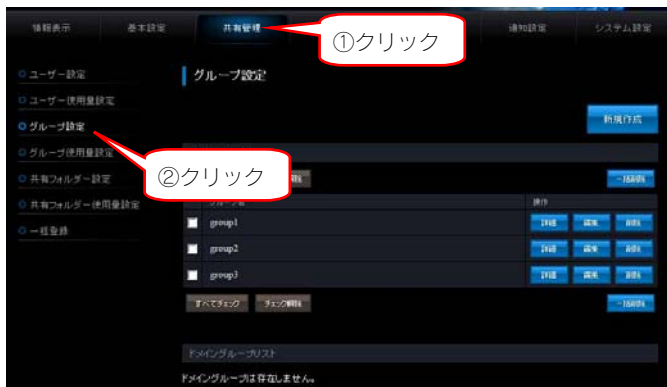 情報表示 基本設定 共有管理 通知設定 システム設定
①クリック
ユーザー設定
グループ設定
ユーザー使用量設定
新規作成
グループ設定
グループ使用量設定
②クリック
共有フォルダー設定
一括削除
共有フォルダー使用量設定
操作
一括登録
group1 詳細 編集 削除
group2 詳細 編集 削除
group3 詳細 編集 削除
すべてチェック チェック解除 一括削除
ドメイングループリスト
ドメイングループは存在しません。